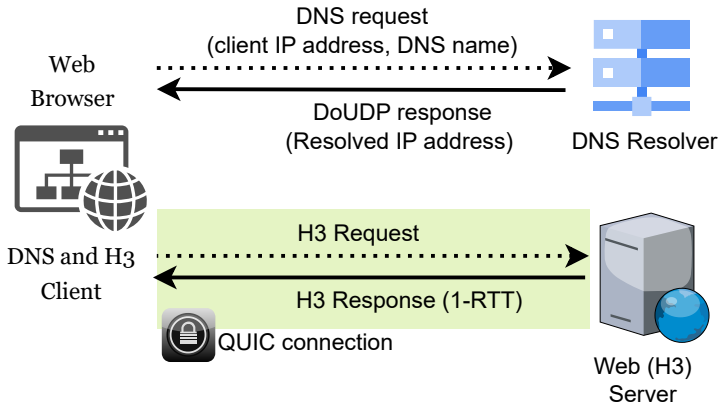 DNS request
(client IP address, DNS name)
Web
Browser
DoUDP response
(Resolved IP address)
DNS Resolver
H3 Request
DNS and H3
Client
H3 Response (1-RTT)
QUIC connection
Web (H3)
Server